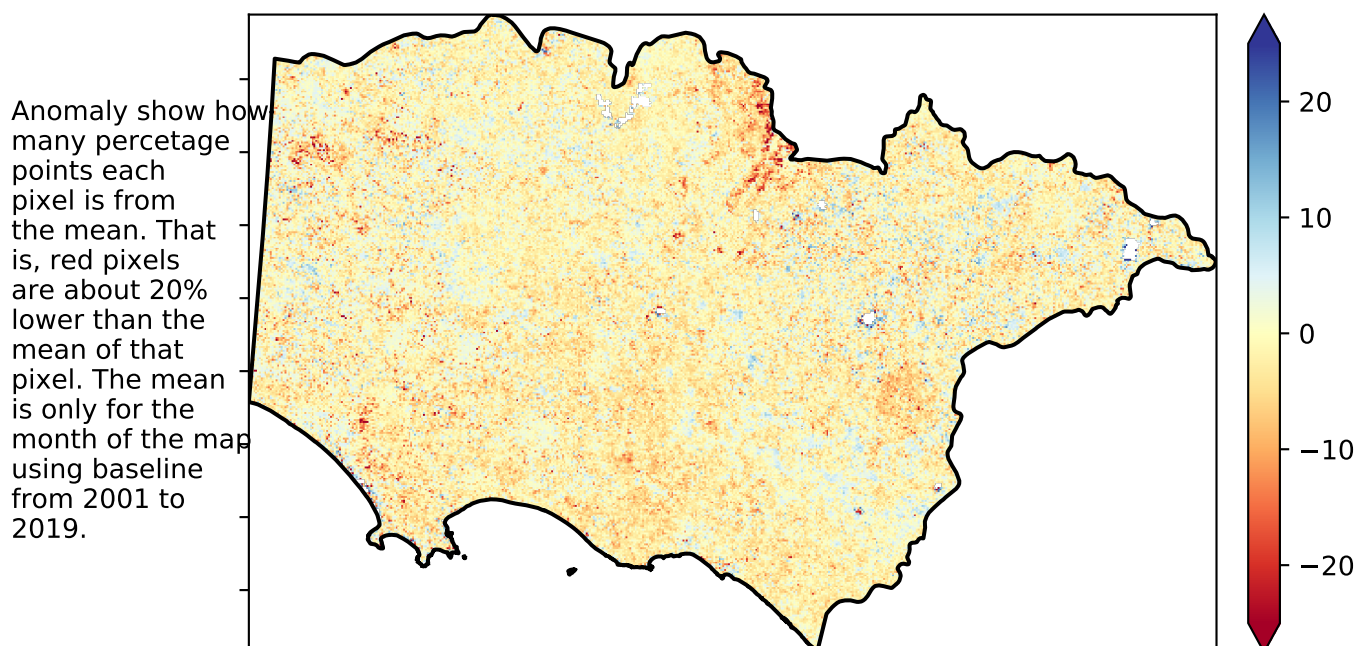 Anomaly show how
many percetage
points each
pixel is from
the mean. That
is, red pixels
are about 20%
lower than the
mean of that
pixel. The mean
is only for the
month of the map
using baseline
from 2001 to
2019.
20
10
0
−10
−20